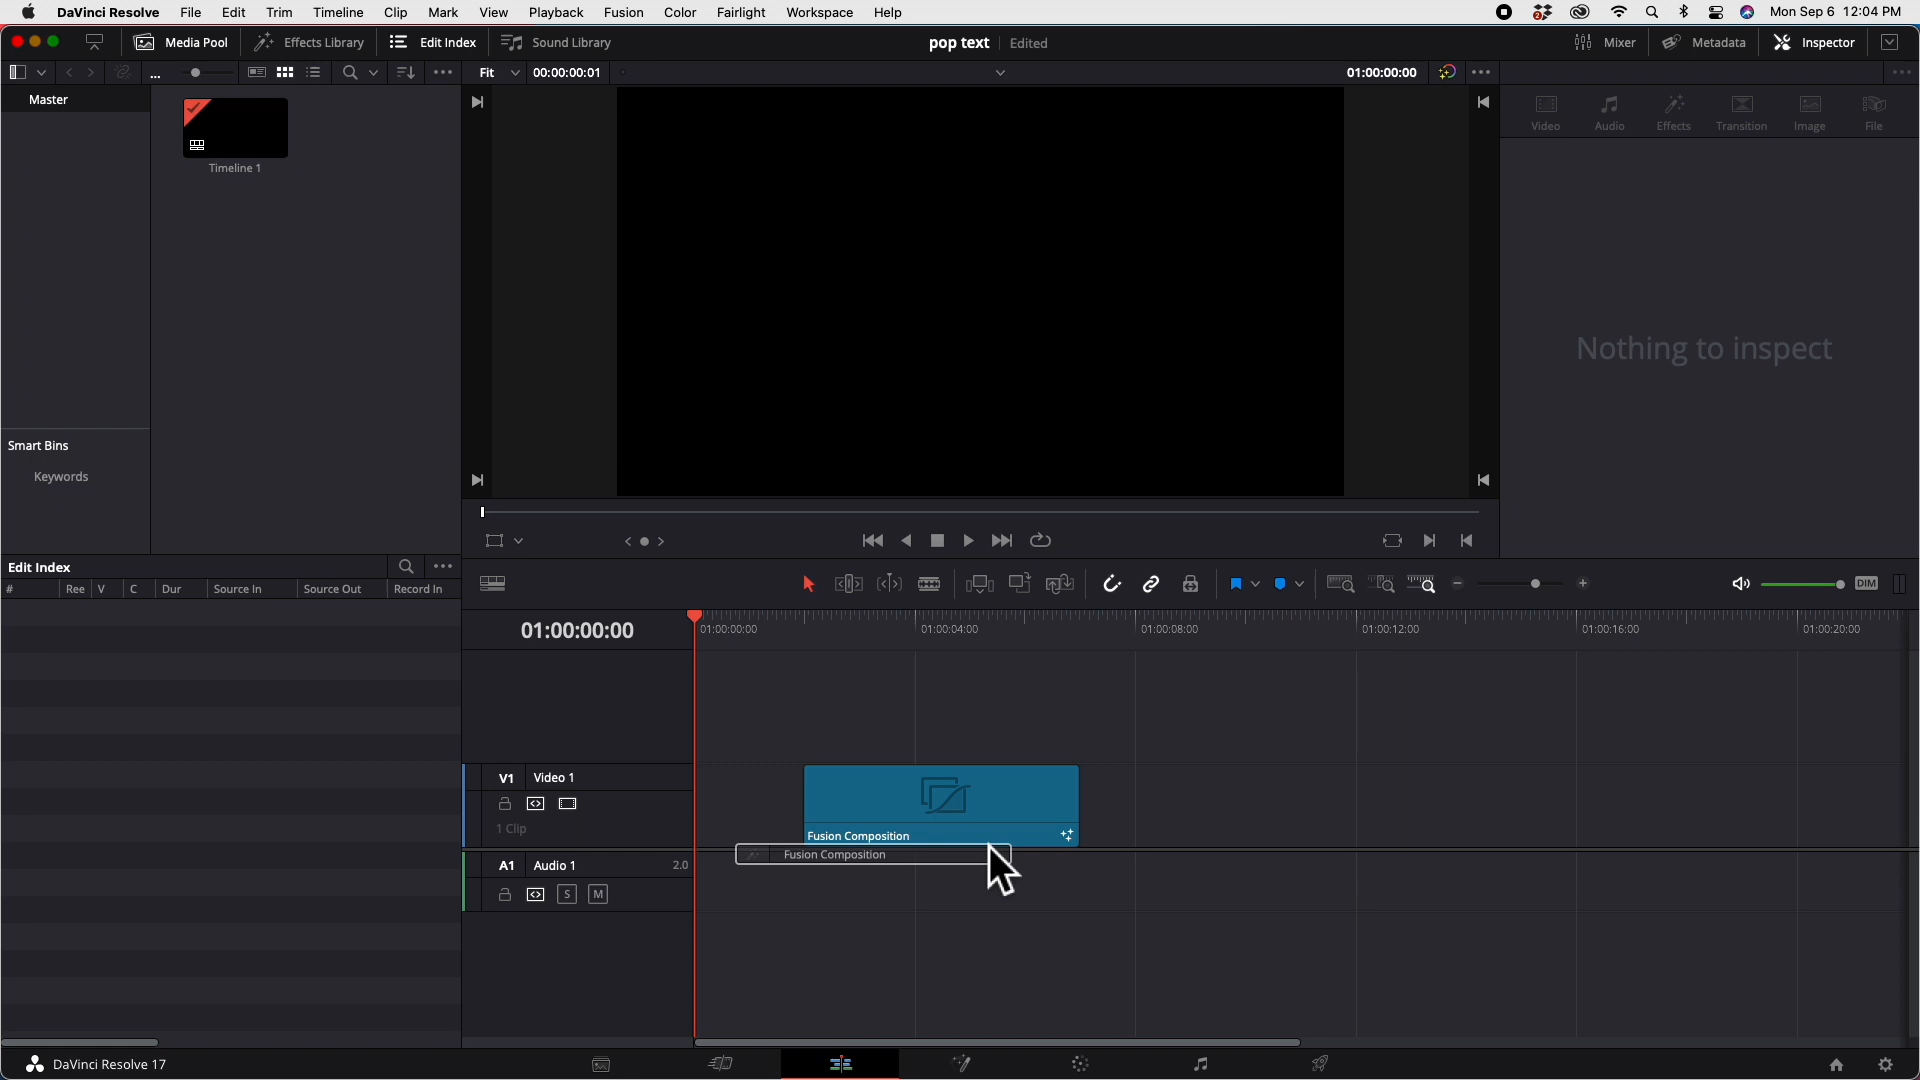 DaVinci Resolve File Edit Trim Timeline Clip Mark View Playback Fusion Color Fairlight Workspace Help Mon Sep 6 12:04 PM
Media Pool Effects Library Edit Index Sound Library pop text Edited Mixer Metadata Inspector
... Fit 00:00:00:01 01:00:00:00
Master
Timeline 1
Video Audio Effects Transition Image File
Nothing to inspect
Smart Bins
Keywords
Edit Index
# Ree V C Dur Source In Source Out Record In
DIM
01:00:00:00
01:00:00:00 01:00:04:00 01:00:08:00 01:00:12:00 01:00:16:00 01:00:20:00
V1 Video 1
1 Clip
Fusion Composition
Fusion Composition
A1 Audio 1 2.0
S M
DaVinci Resolve 17